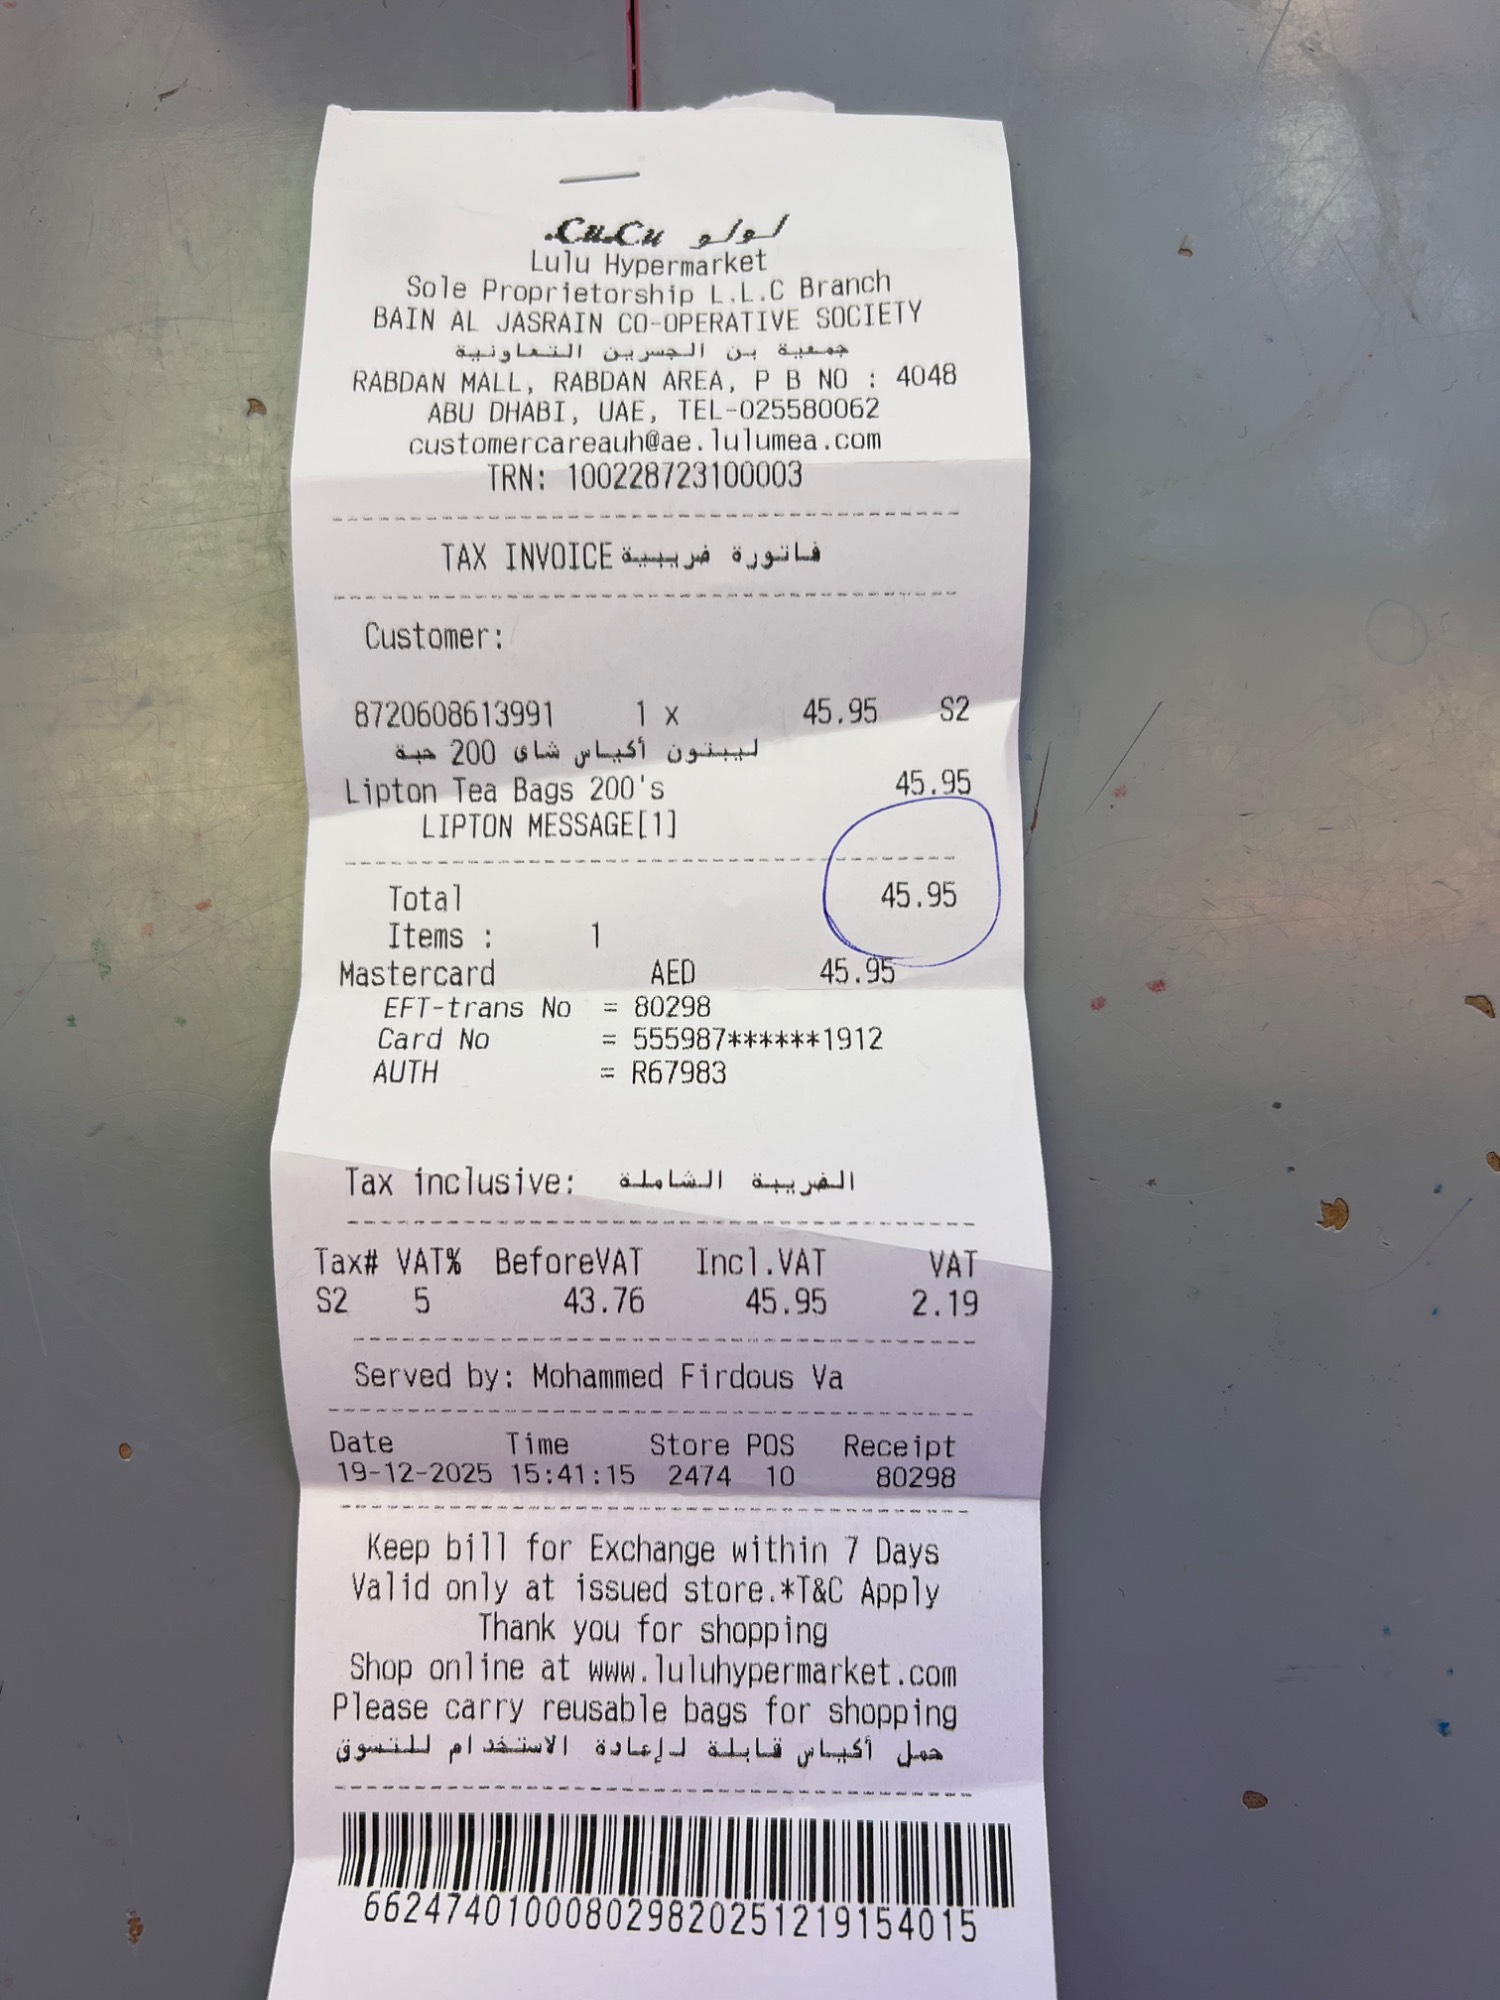 LuLu لولو
Lulu Hypermarket
Sole Proprietorship L.L.C Branch
BAIN AL JASRAIN CO-OPERATIVE SOCIETY
جمعية بن الجسرين التعاونية
RABDAN MALL, RABDAN AREA, P B NO : 4048
ABU DHABI, UAE, TEL-025580062
customercareauh@ae.lulumea.com
TRN: 100228723100003
TAX INVOICE فاتورة ضريبية
Customer:
8720608613991 1 x 45.95 S2
ليبتون أكياس شاى 200 حبة
Lipton Tea Bags 200's 45.95
LIPTON MESSAGE[1]
Total 45.95
Items : 1
Mastercard AED 45.95
EFT-trans No = 80298
Card No = 555987******1912
AUTH = R67983
Tax inclusive: الضريبة الشاملة
Tax# VAT% BeforeVAT Incl.VAT VAT
S2 5 43.76 45.95 2.19
Served by: Mohammed Firdous Va
Date Time Store POS Receipt
19-12-2025 15:41:15 2474 10 80298
Keep bill for Exchange within 7 Days
Valid only at issued store.*T&C Apply
Thank you for shopping
Shop online at www.luluhypermarket.com
Please carry reusable bags for shopping
حمل أكياس قابلة لإعادة الاستخدام للتسوق
662474010008029820251219154015